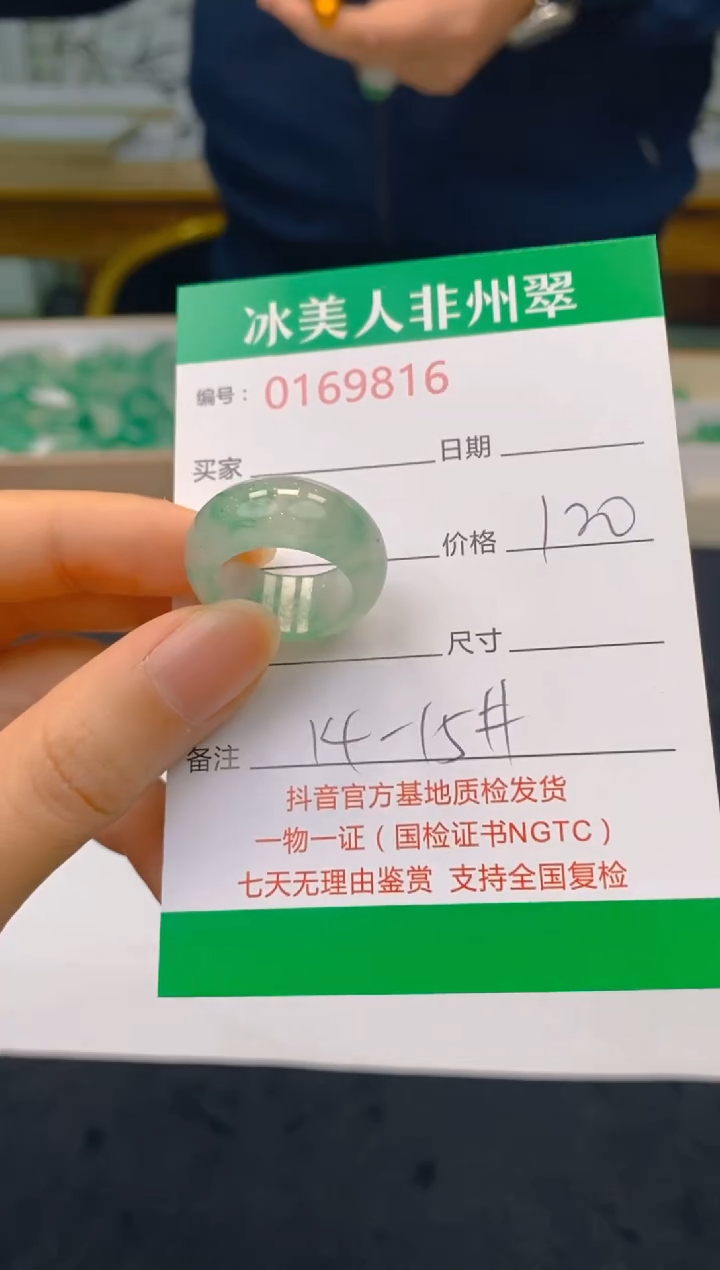 冰美人非州翠
编号：0169816
买家 日期
价格 120
尺寸
备注 14-15#
抖音官方基地质检发货
一物一证（国检证书NGTC）
七天无理由鉴赏 支持全国复检